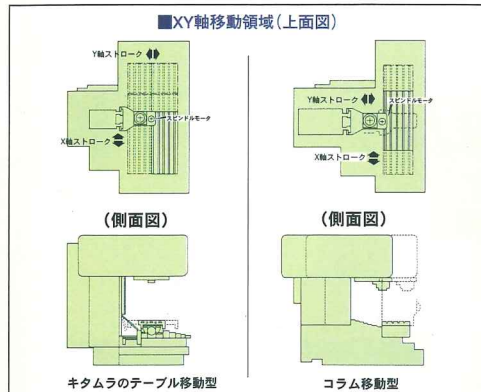 ■XY軸移動領域(上面図)
Y軸ストローク
スピンドルモータ
X軸ストローク
Y軸ストローク
スピンドルモータ
X軸ストローク
(側面図)
(側面図)
キタムラのテーブル移動型
コラム移動型